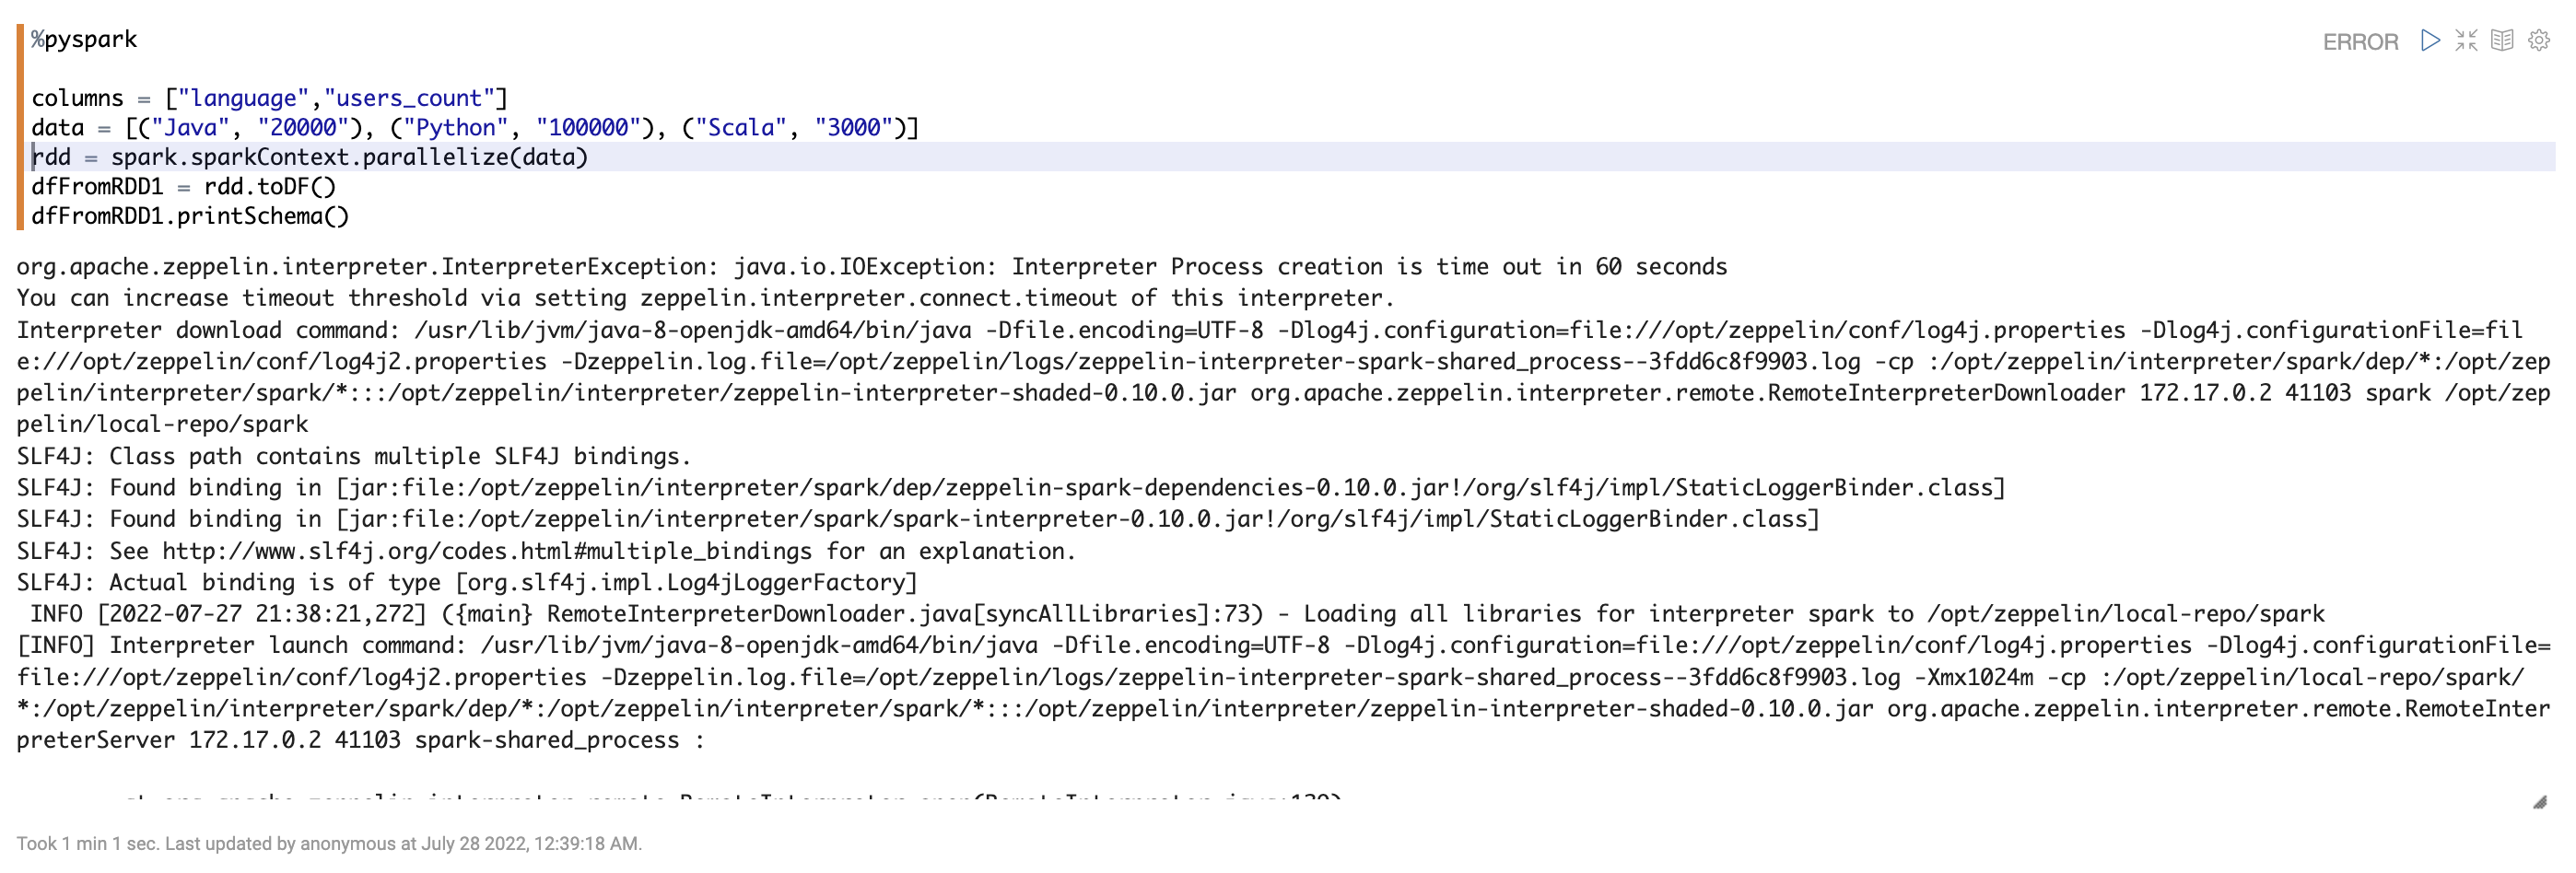 %pyspark
ERROR
columns = ["language","users_count"]
data = [("Java", "20000"), ("Python", "100000"), ("Scala", "3000")]
rdd = spark.sparkContext.parallelize(data)
dfFromRDD1 = rdd.toDF()
dfFromRDD1.printSchema()
org.apache.zeppelin.interpreter.InterpreterException: java.io.IOException: Interpreter Process creation is time out in 60 seconds
You can increase timeout threshold via setting zeppelin.interpreter.connect.timeout of this interpreter.
Interpreter download command: /usr/lib/jvm/java-8-openjdk-amd64/bin/java -Dfile.encoding=UTF-8 -Dlog4j.configuration=file:///opt/zeppelin/conf/log4j.properties -Dlog4j.configurationFile=fil
e:///opt/zeppelin/conf/log4j2.properties -Dzeppelin.log.file=/opt/zeppelin/logs/zeppelin-interpreter-spark-shared_process--3fdd6c8f9903.log -cp :/opt/zeppelin/interpreter/spark/dep/*:/opt/zep
pelin/interpreter/spark/*:::/opt/zeppelin/interpreter/zeppelin-interpreter-shaded-0.10.0.jar org.apache.zeppelin.interpreter.remote.RemoteInterpreterDownloader 172.17.0.2 41103 spark /opt/zep
pelin/local-repo/spark
SLF4J: Class path contains multiple SLF4J bindings.
SLF4J: Found binding in [jar:file:/opt/zeppelin/interpreter/spark/dep/zeppelin-spark-dependencies-0.10.0.jar!/org/slf4j/impl/StaticLoggerBinder.class]
SLF4J: Found binding in [jar:file:/opt/zeppelin/interpreter/spark/spark-interpreter-0.10.0.jar!/org/slf4j/impl/StaticLoggerBinder.class]
SLF4J: See http://www.slf4j.org/codes.html#multiple_bindings for an explanation.
SLF4J: Actual binding is of type [org.slf4j.impl.Log4jLoggerFactory]
INFO [2022-07-27 21:38:21,272] ({main} RemoteInterpreterDownloader.java[syncAllLibraries]:73) - Loading all libraries for interpreter spark to /opt/zeppelin/local-repo/spark
[INFO] Interpreter launch command: /usr/lib/jvm/java-8-openjdk-amd64/bin/java -Dfile.encoding=UTF-8 -Dlog4j.configuration=file:///opt/zeppelin/conf/log4j.properties -Dlog4j.configurationFile=
file:///opt/zeppelin/conf/log4j2.properties -Dzeppelin.log.file=/opt/zeppelin/logs/zeppelin-interpreter-spark-shared_process--3fdd6c8f9903.log -Xmx1024m -cp :/opt/zeppelin/local-repo/spark/
*:/opt/zeppelin/interpreter/spark/dep/*:/opt/zeppelin/interpreter/spark/*:::/opt/zeppelin/interpreter/zeppelin-interpreter-shaded-0.10.0.jar org.apache.zeppelin.interpreter.remote.RemoteInter
preterServer 172.17.0.2 41103 spark-shared_process :
Took 1 min 1 sec. Last updated by anonymous at July 28 2022, 12:39:18 AM.